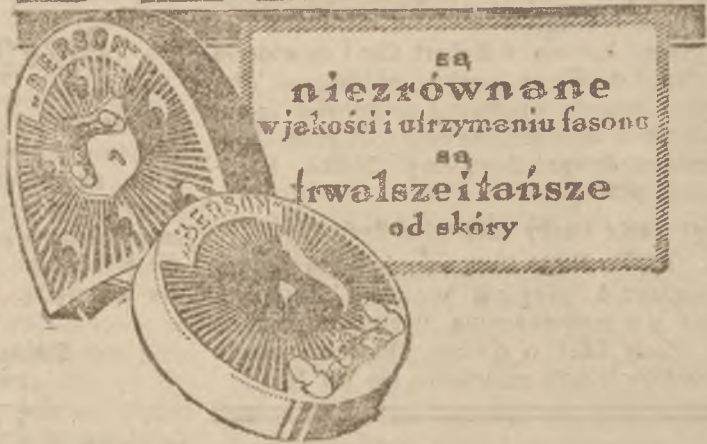 „BERSON”
są
niezrównane
w jakości i utrzymaniu fasonu
są
trwalsze i tańsze
od skóry
„BERSON”